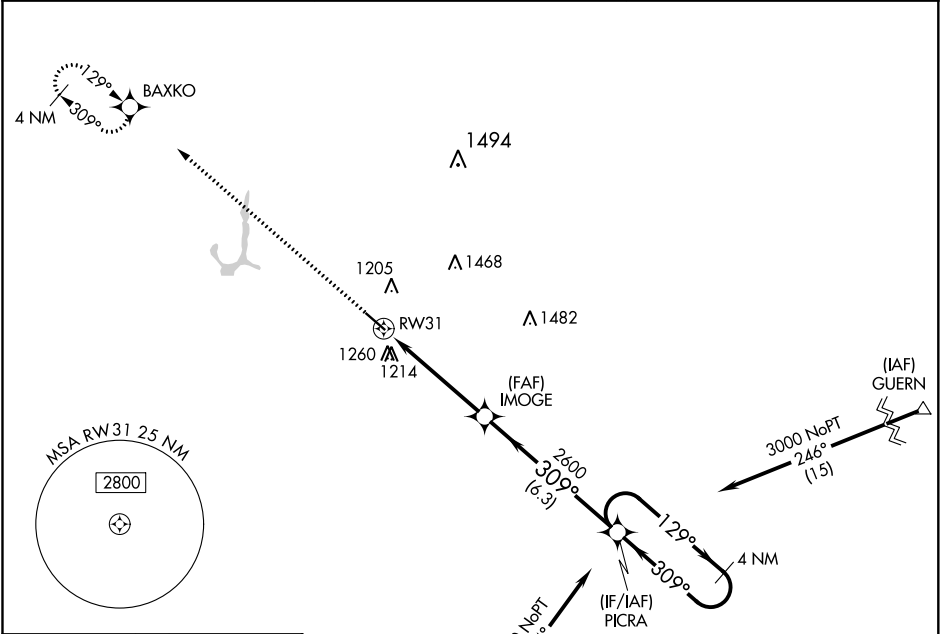 129°
BAXKO
4 NM
309°
1494
1205
1468
RW31
1482
1260
1214
(FAF)
IMOGE
(IAF)
GUERN
MSA RW31 25 NM
2800
3000 NoPT
246°
(15)
2600
309°
(6.3)
129°
4 NM
309°
(IF/IAF)
PICRA
NoPT